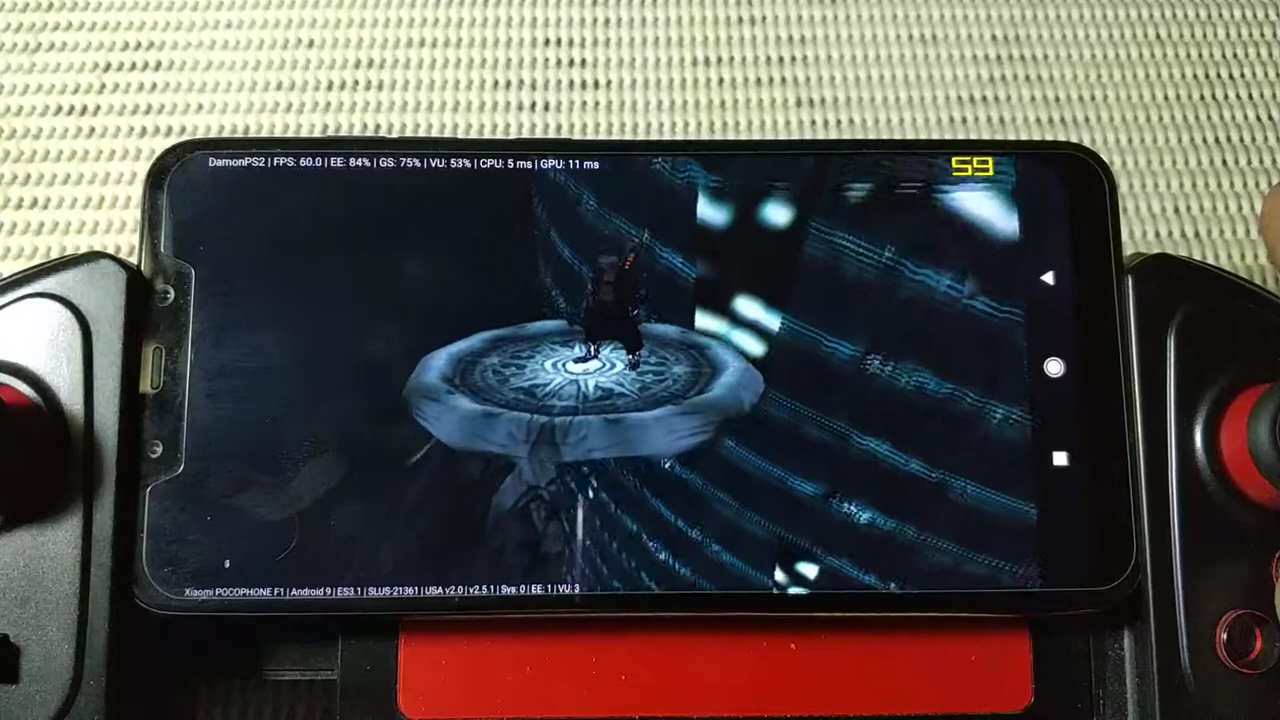 DamonPS2 | FPS: 60.0 | EE: 84% | GS: 75% | VU: 53% | CPU: 5 ms | GPU: 11 ms
59
Xiaomi POCOPHONE F1 | Android 9 | ES3.1 | SLUS-21361 | USA v2.0 | v2.5.1 | Sys: 0 | EE: 1 | VU: 3